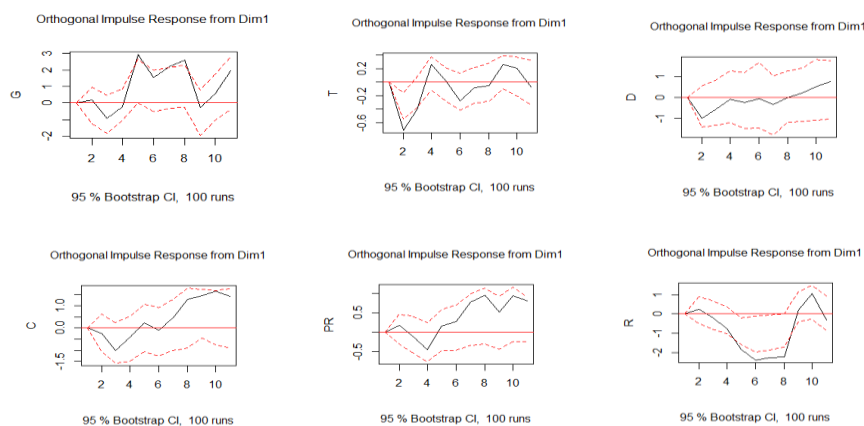 Orthogonal Impulse Response from Dim1
G
3
2
1
0
-2
2 4 6 8 10
95 % Bootstrap CI, 100 runs
Orthogonal Impulse Response from Dim1
T
0.2
-0.2
-0.6
2 4 6 8 10
95 % Bootstrap CI, 100 runs
Orthogonal Impulse Response from Dim1
D
1
0
-1
2 4 6 8 10
95 % Bootstrap CI, 100 runs
Orthogonal Impulse Response from Dim1
C
1.0
0.0
-1.5
2 4 6 8 10
95 % Bootstrap CI, 100 runs
Orthogonal Impulse Response from Dim1
PR
0.5
-0.5
2 4 6 8 10
95 % Bootstrap CI, 100 runs
Orthogonal Impulse Response from Dim1
R
1
0
-1
-2
2 4 6 8 10
95 % Bootstrap CI, 100 runs